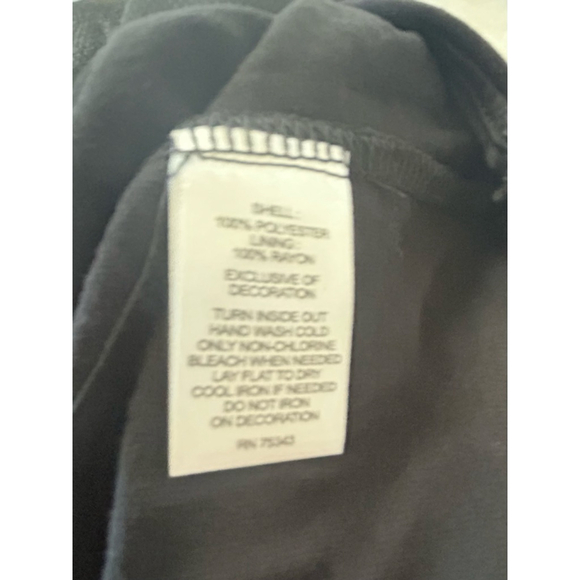 SHELL:
100% POLYESTER
LINING:
100% RAYON
EXCLUSIVE OF
DECORATION
TURN INSIDE OUT
HAND WASH COLD
ONLY NON-CHLORINE
BLEACH WHEN NEEDED
LAY FLAT TO DRY
COOL IRON IF NEEDED
DO NOT IRON
ON DECORATION
RN 75343